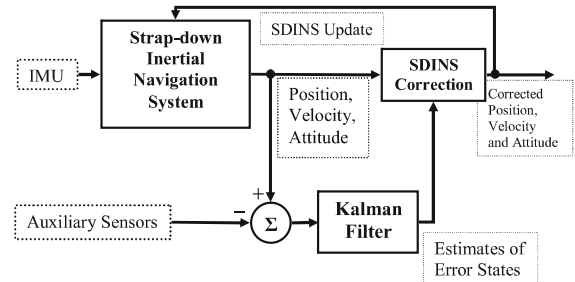 SDINS Update
IMU
Strap-down
Inertial
Navigation
System
Position,
Velocity,
Attitude
SDINS
Correction
Corrected
Position,
Velocity
and Attitude
+
−
Σ
Auxiliary Sensors
Kalman
Filter
Estimates of
Error States